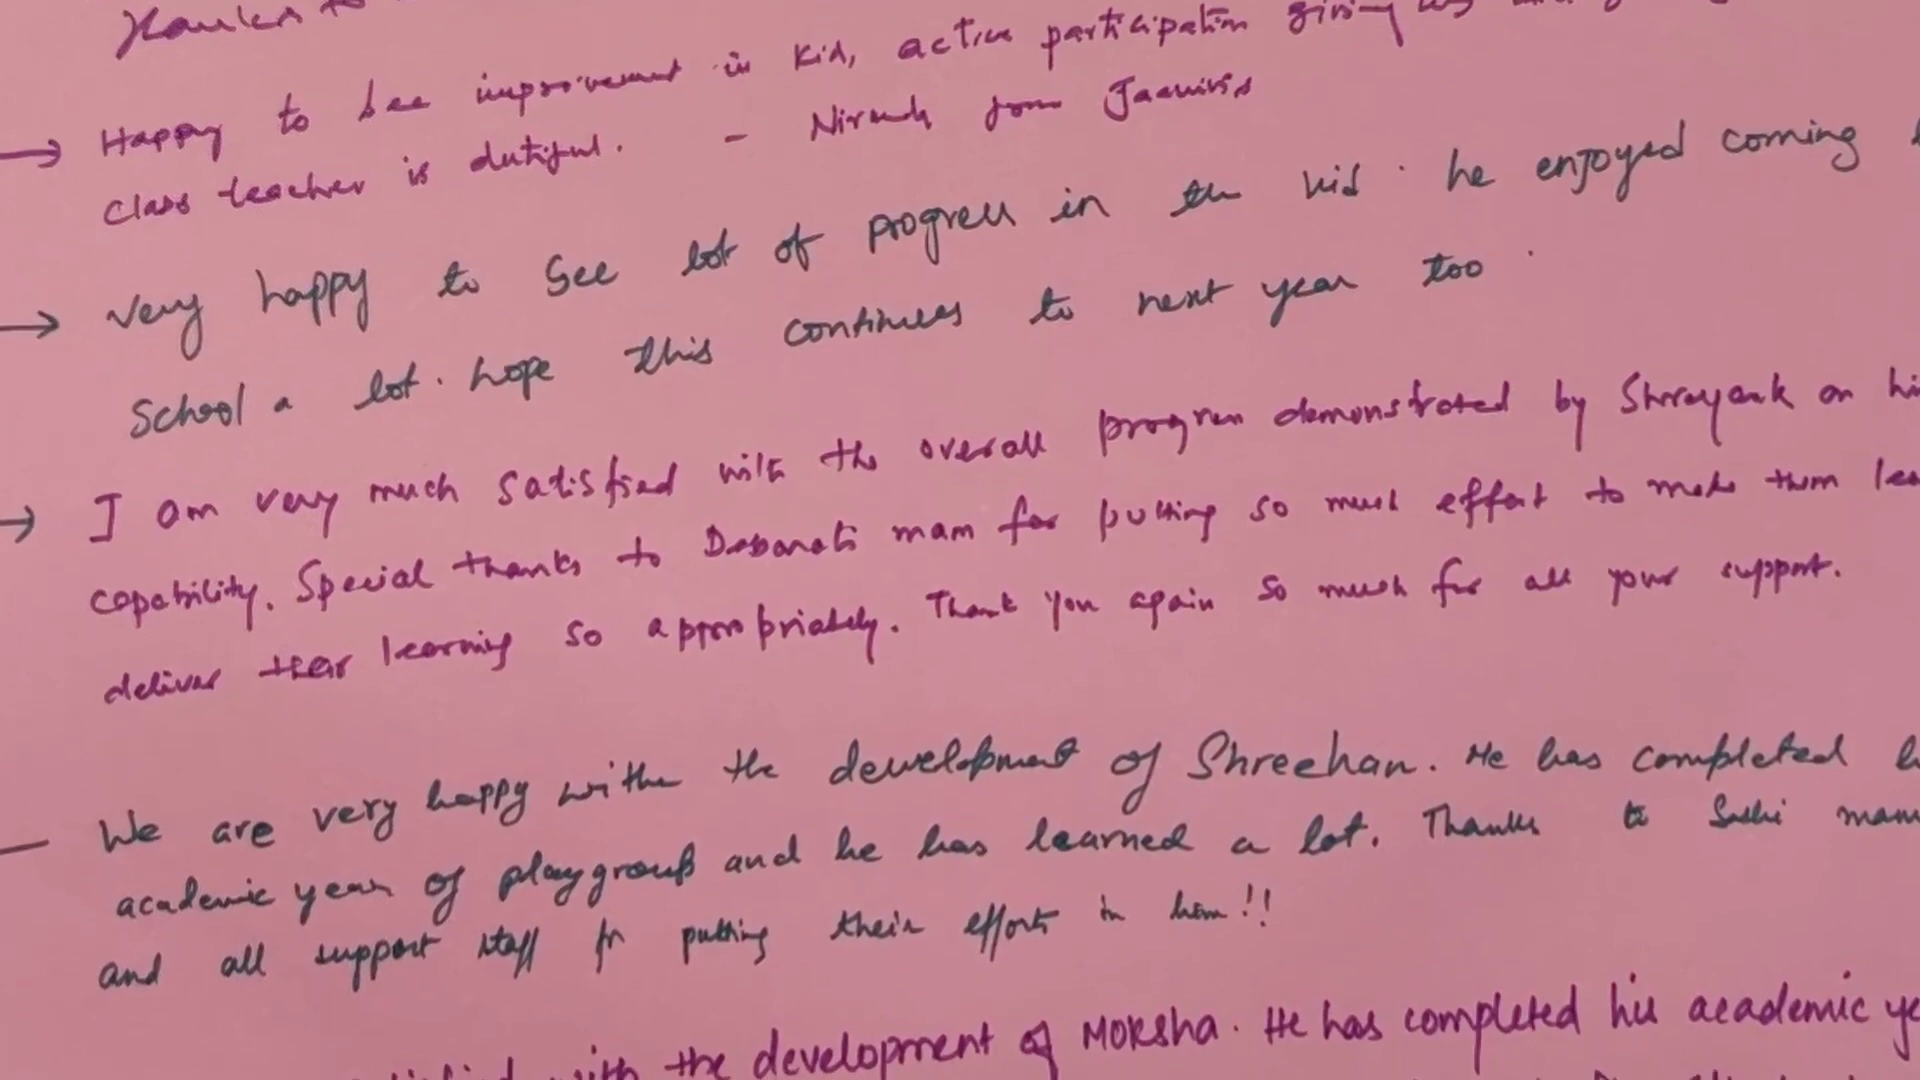 Thanks to
→ Happy to see improvement in kid, active participation giving
class teacher is dutiful. - from
→ Very happy to see lot of progress in the kid. he enjoyed coming
School a lot. hope this continues to next year too.
→ I am very much satisfied with the overall progress demonstrated by Shreyank on his
capability. Special thanks to Debarati mam for putting so much effort to make them
deliver their learning so appropriately. Thank you again so much for all your support.
— We are very happy withe the development of Shreehan. He has completed
academic year of playgroup and he has learned a lot. Thanks to mam
and all support staff for putting their efforts in him!!
with the development of Moksha. He has completed his academic